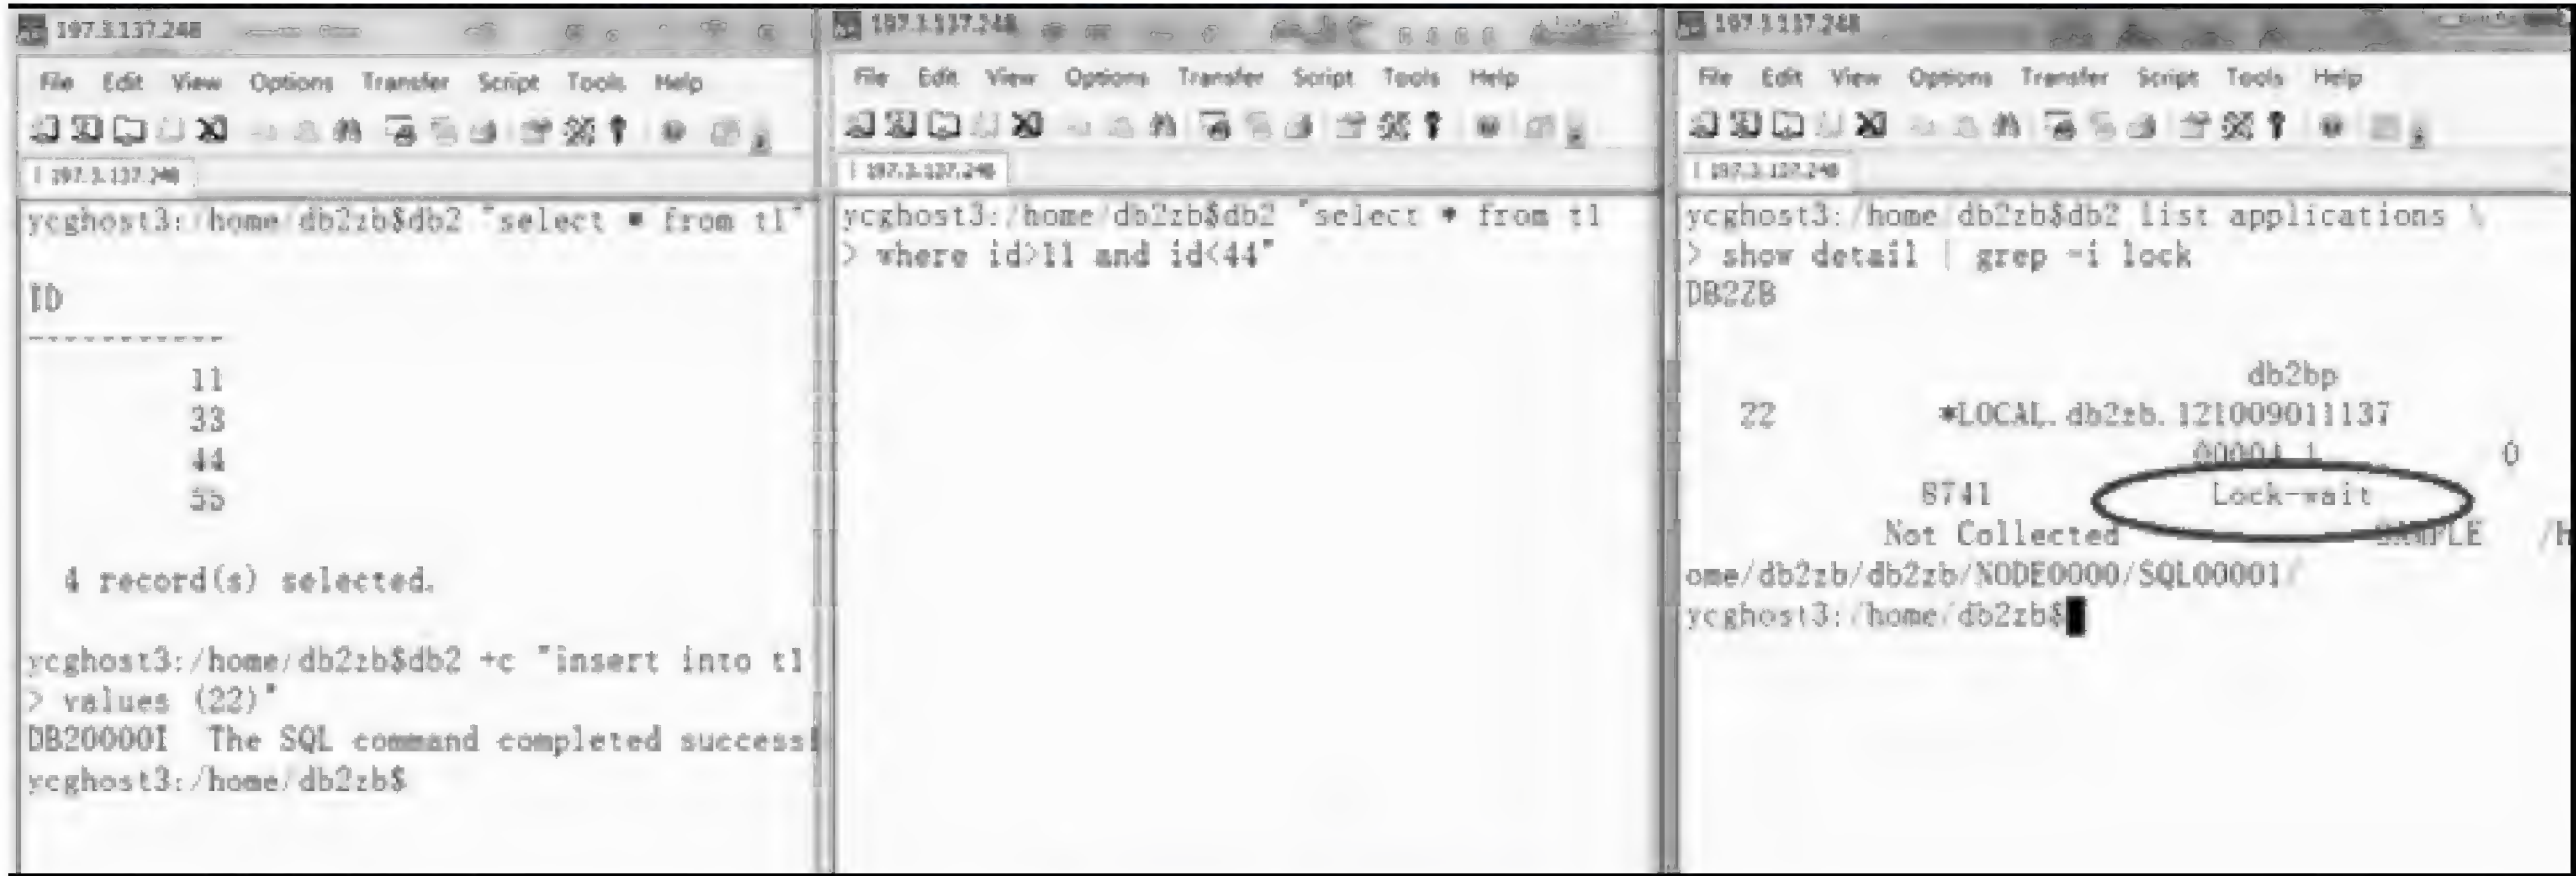 197.3.137.248
File Edit View Options Transfer Script Tools Help
197.3.137.248
ycghost3:/home/db2zb$db2 "select * from t1"
ID
-----------
11
33
44
55
4 record(s) selected.
ycghost3:/home/db2zb$db2 +c "insert into t1
> values (22)"
DB20000I The SQL command completed success
ycghost3:/home/db2zb$
197.3.137.248
File Edit View Options Transfer Script Tools Help
197.3.137.248
ycghost3:/home/db2zb$db2 "select * from t1
> where id>11 and id<44"
197.3.137.248
File Edit View Options Transfer Script Tools Help
197.3.137.248
ycghost3:/home/db2zb$db2 list applications \
> show detail | grep -i lock
DB2ZB
db2bp
22 *LOCAL.db2zb.121009011137
00004 1 0
8741 Lock-wait
Not Collected SAMPLE /h
ome/db2zb/db2zb/NODE0000/SQL00001/
ycghost3:/home/db2zb$